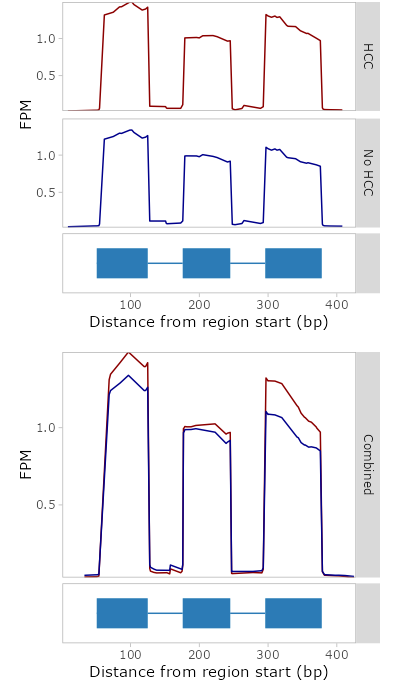 1.0
0.5
HCC
FPM
1.0
0.5
No HCC
100 200 300 400
Distance from region start (bp)
1.0
0.5
FPM
Combined
100 200 300 400
Distance from region start (bp)